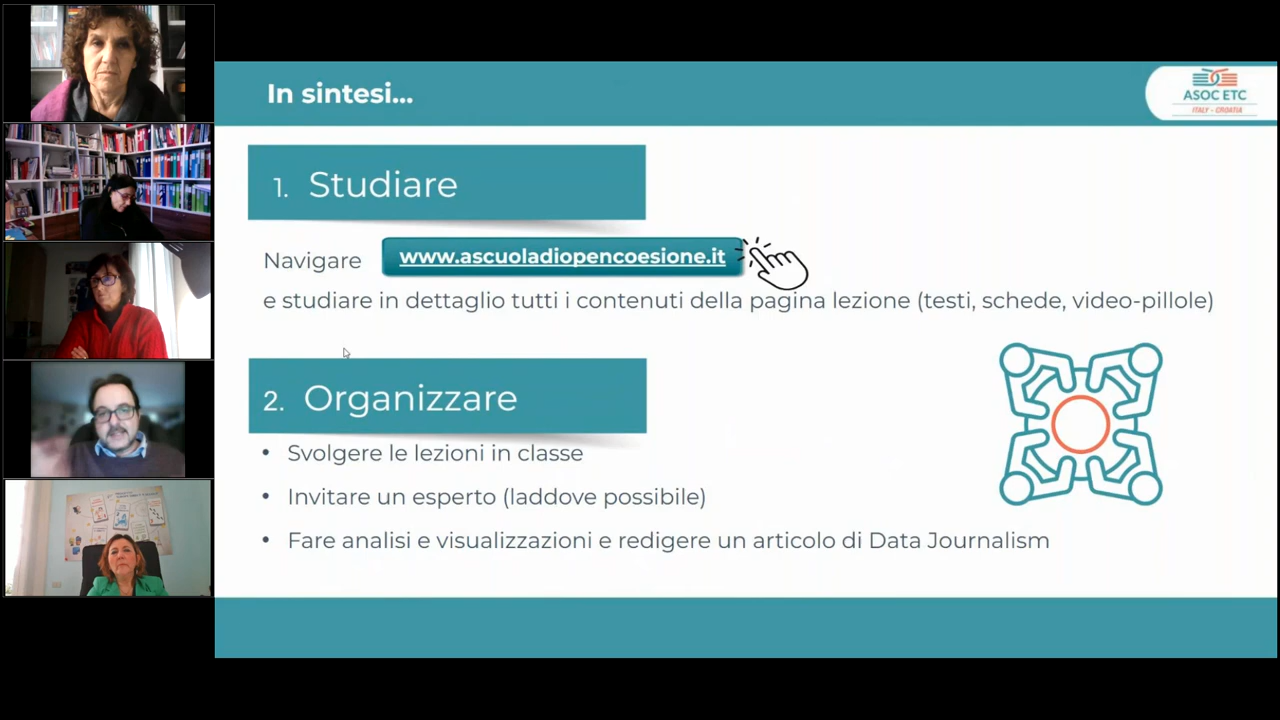 In sintesi...
ASOC ETC
ITALY - CROATIA
1. Studiare
Navigare www.ascuoladiopencoesione.it
e studiare in dettaglio tutti i contenuti della pagina lezione (testi, schede, video-pillole)
2. Organizzare
• Svolgere le lezioni in classe
• Invitare un esperto (laddove possibile)
• Fare analisi e visualizzazioni e redigere un articolo di Data Journalism